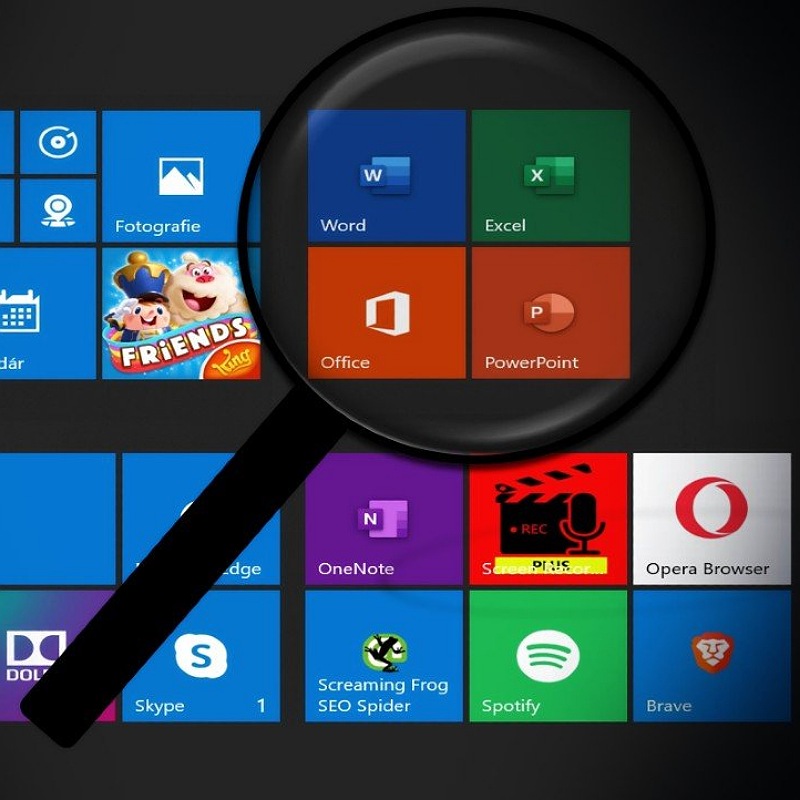 Fotografie
W
Word
X
Excel
dár
FRiENDS
King
Office
P
PowerPoint
Edge
N
OneNote
REC
PLUS
Screen Recor...
Opera Browser
DOL
S
Skype 1
Screaming Frog
SEO Spider
Spotify
Brave